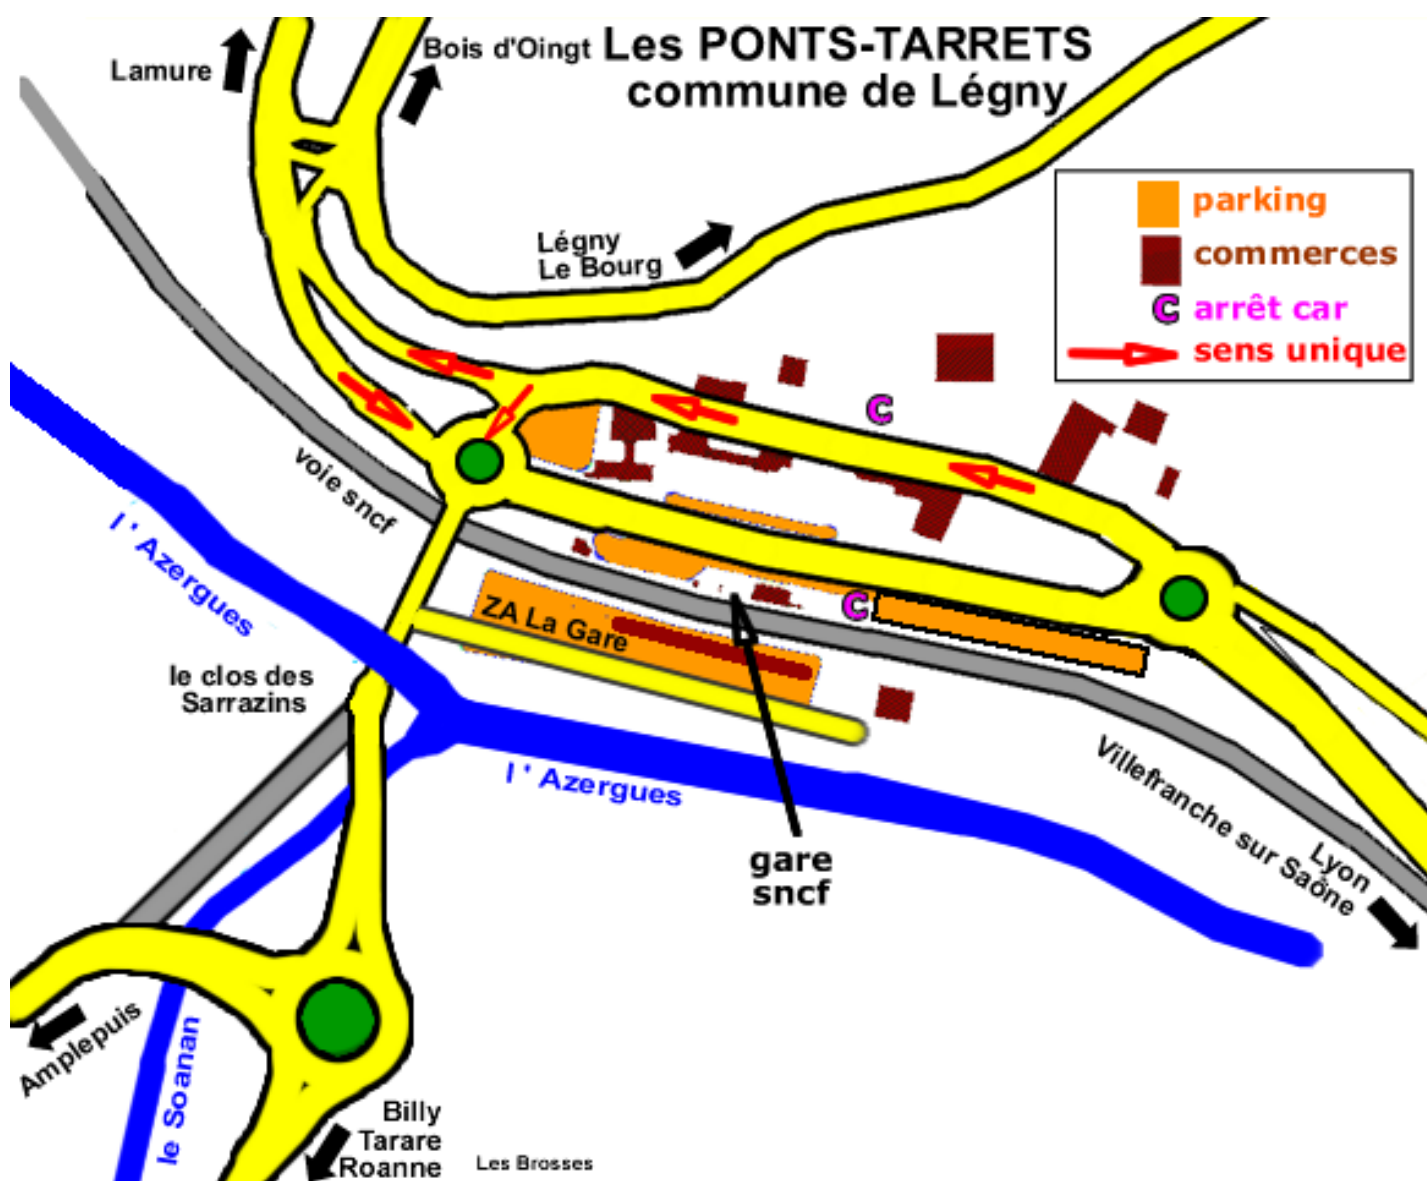 Les PONTS-TARRETS
commune de Légny
Lamure
Bois d'Oingt
Légny
Le Bourg
parking
commerces
C arrêt car
sens unique
C
voie sncf
l ' Azergues
ZA La Gare
C
le clos des
Sarrazins
l ' Azergues
gare
sncf
Villefranche sur Saône
Lyon
Amplepuis
le Soanan
Billy
Tarare
Roanne
Les Brosses